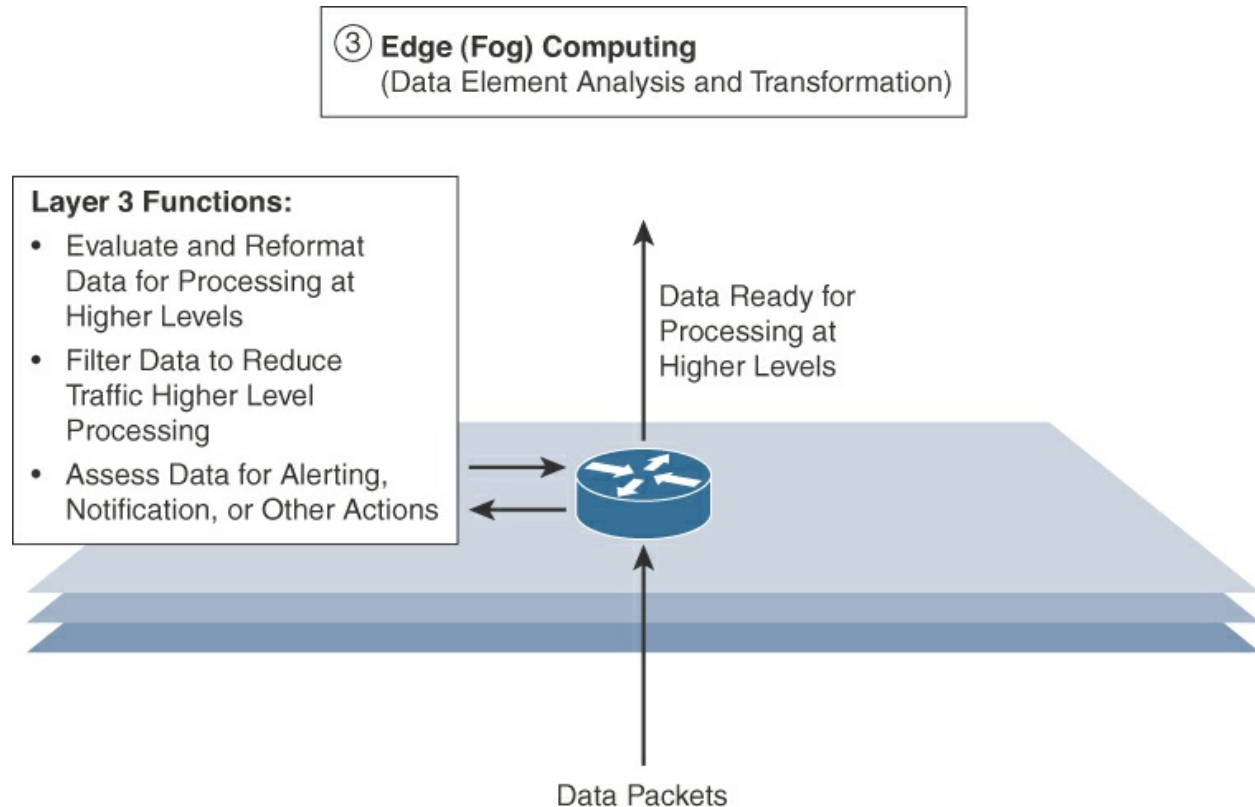 ③ Edge (Fog) Computing
(Data Element Analysis and Transformation)
Layer 3 Functions:
• Evaluate and Reformat
Data for Processing at
Higher Levels
• Filter Data to Reduce
Traffic Higher Level
Processing
• Assess Data for Alerting,
Notification, or Other Actions
Data Ready for
Processing at
Higher Levels
Data Packets